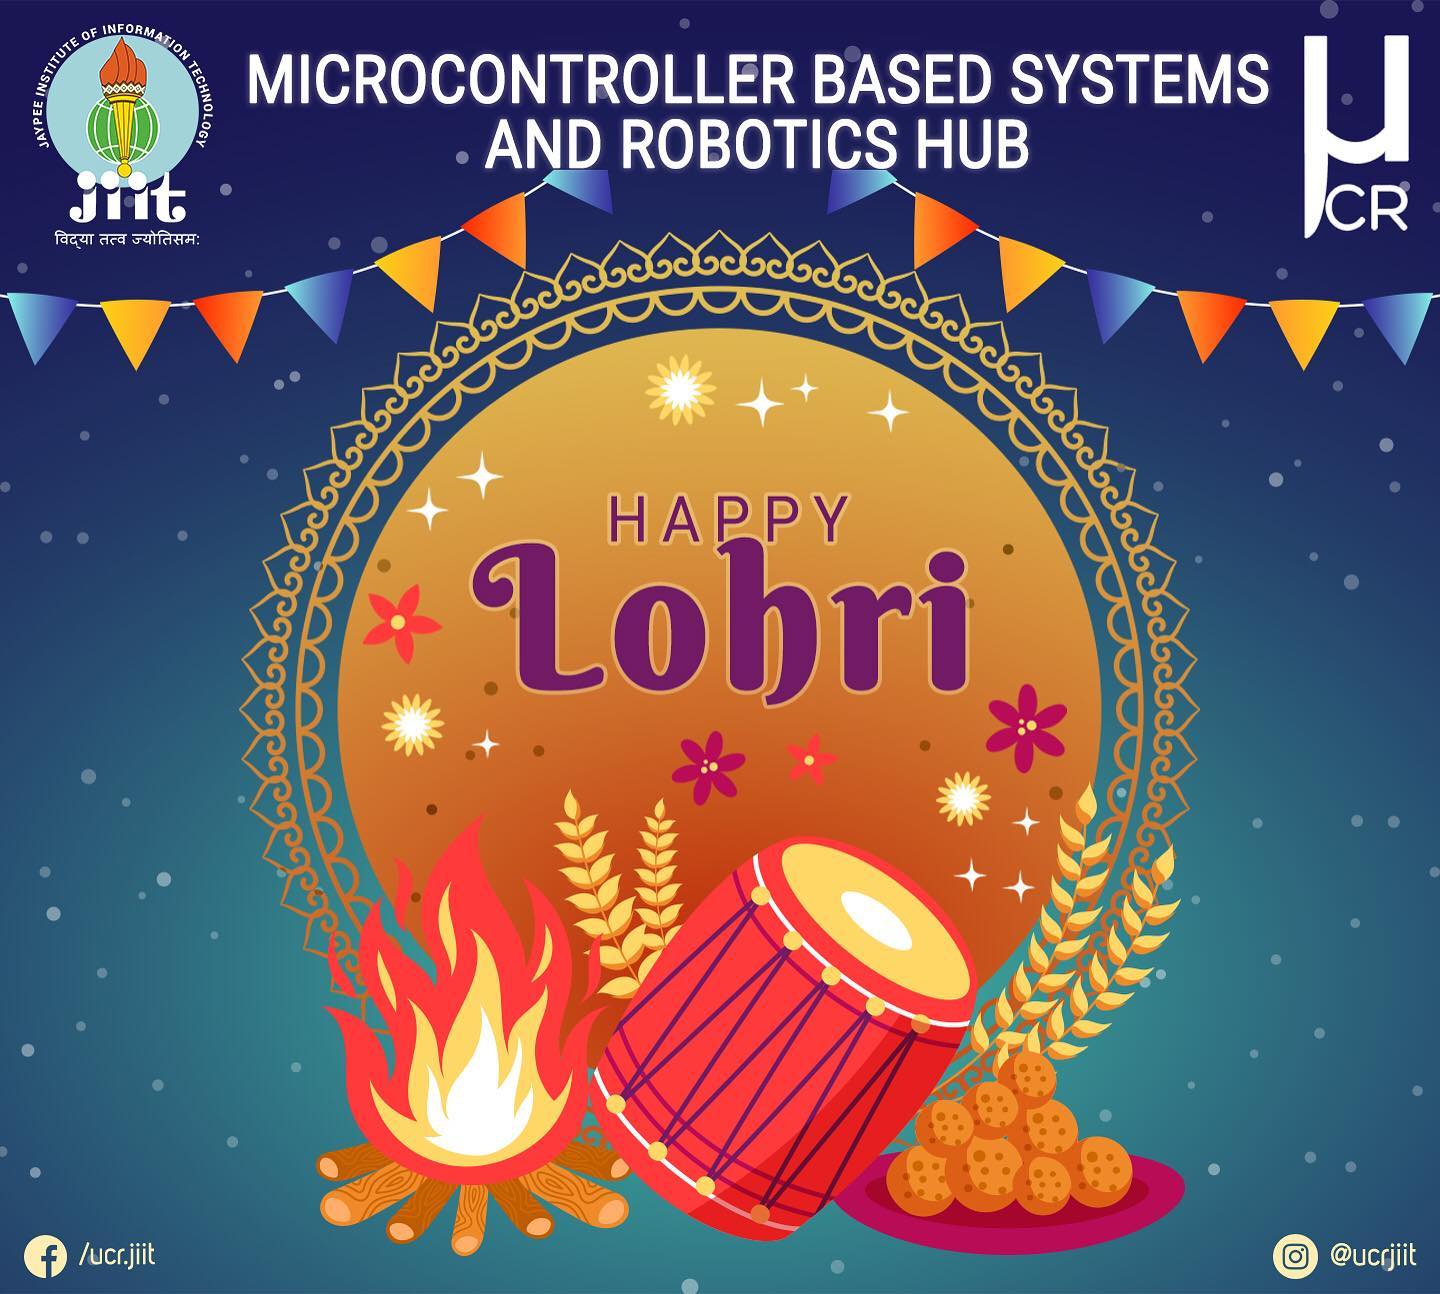 JAYPEE INSTITUTE OF INFORMATION TECHNOLOGY
jiit
विद्या तत्व ज्योतिसम:
MICROCONTROLLER BASED SYSTEMS
AND ROBOTICS HUB
µ
CR
HAPPY
Lohri
/ucr.jiit
@ucrjiit